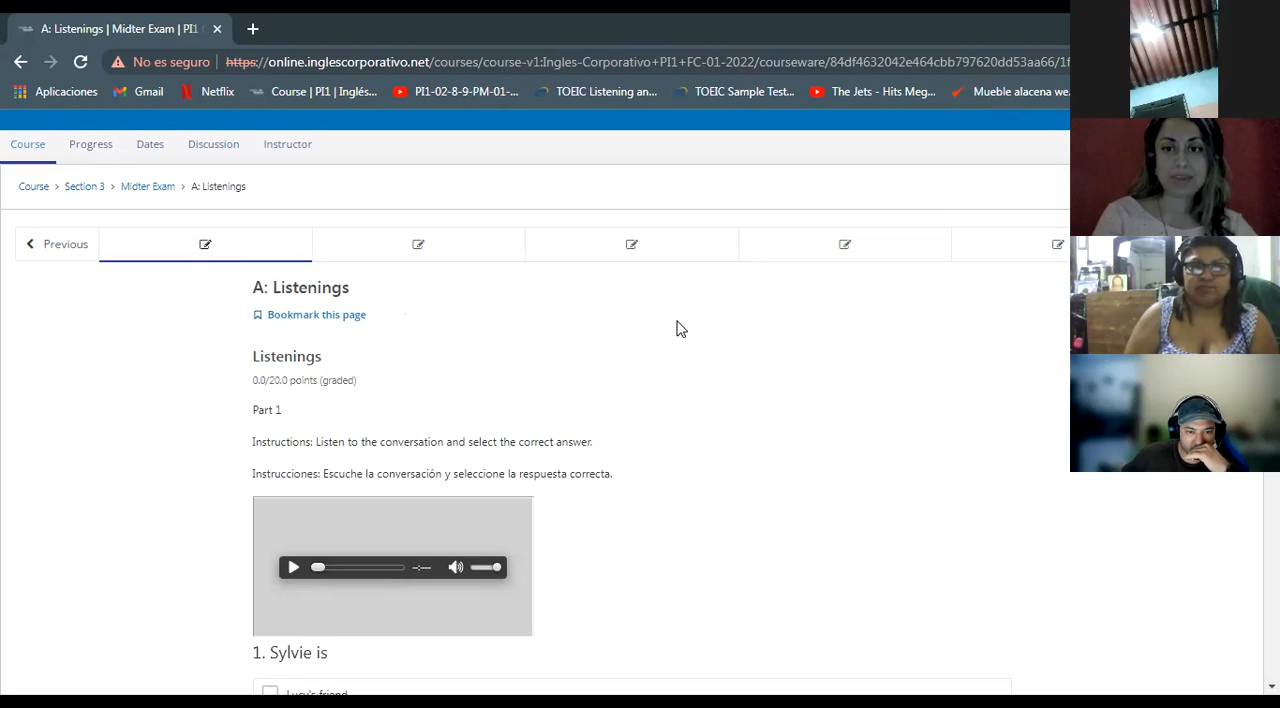 A: Listenings | Midter Exam | PI1
No es seguro | https://online.inglescorporativo.net/courses/course-v1:Ingles-Corporativo+PI1+FC-01-2022/courseware/84df4632042e464cbb797620dd53aa66/1f
Aplicaciones Gmail Netflix Course | PI1 | Inglés... PI1-02-8-9-PM-01-... TOEIC Listening an... TOEIC Sample Test... The Jets - Hits Meg... Mueble alacena we...
Course Progress Dates Discussion Instructor
Course > Section 3 > Midter Exam > A: Listenings
Previous
A: Listenings
Bookmark this page
Listenings
0.0/20.0 points (graded)
Part 1
Instructions: Listen to the conversation and select the correct answer.
Instrucciones: Escuche la conversación y seleccione la respuesta correcta.
-:--
1. Sylvie is
Lucy's friend